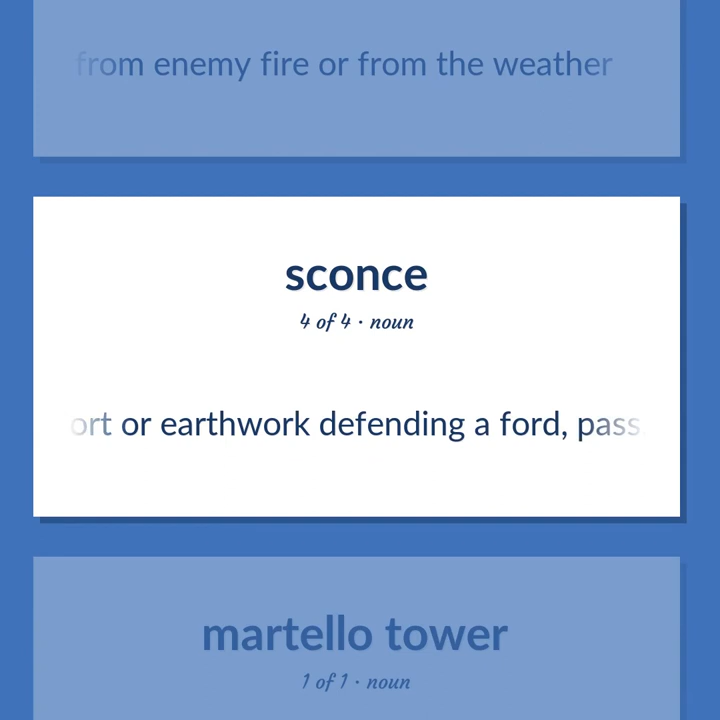 from enemy fire or from the weather
sconce
4 of 4 · noun
ort or earthwork defending a ford, pass
martello tower
1 of 1 · noun